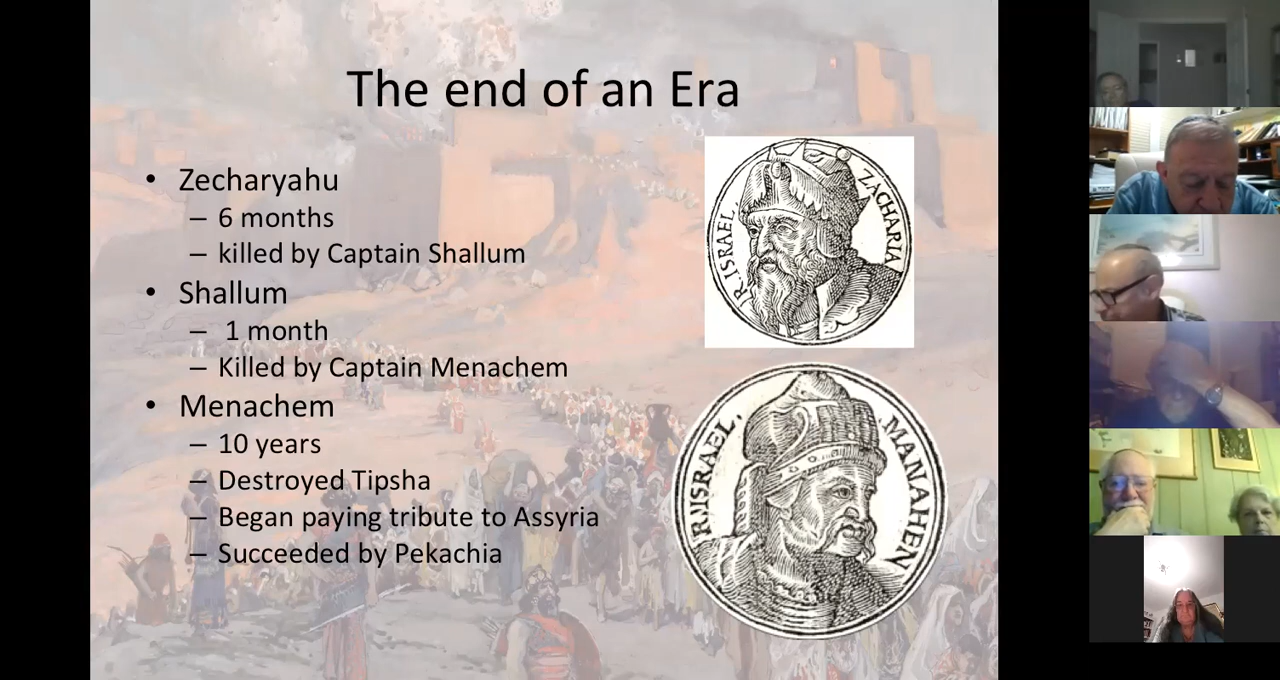 The end of an Era
• Zecharyahu
– 6 months
– killed by Captain Shallum
• Shallum
– 1 month
– Killed by Captain Menachem
• Menachem
– 10 years
– Destroyed Tipsha
– Began paying tribute to Assyria
– Succeeded by Pekachia
R. ISRAEL. ZACHARIA
R.ISRAEL. MANAHEN